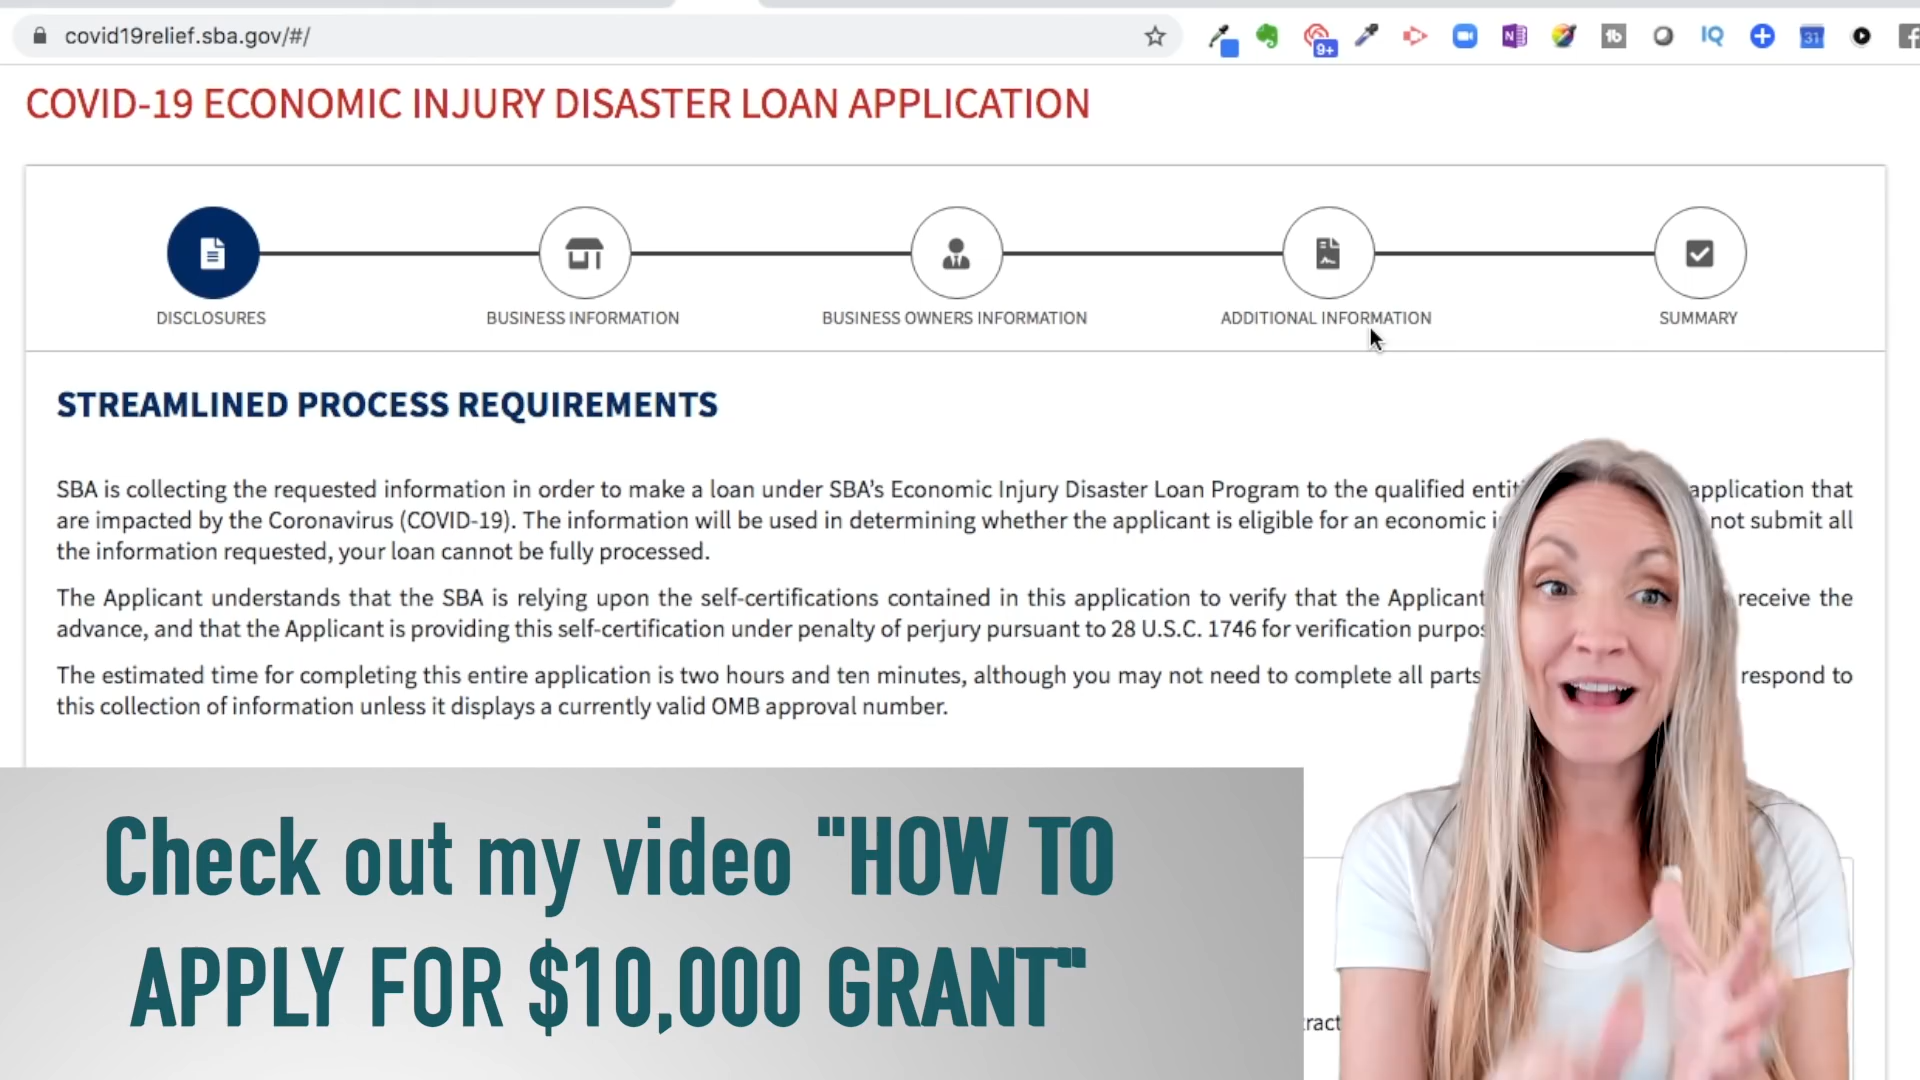 covid19relief.sba.gov/#/
9+
N
tb
IQ
31
COVID-19 ECONOMIC INJURY DISASTER LOAN APPLICATION
DISCLOSURES
BUSINESS INFORMATION
BUSINESS OWNERS INFORMATION
ADDITIONAL INFORMATION
SUMMARY
STREAMLINED PROCESS REQUIREMENTS
SBA is collecting the requested information in order to make a loan under SBA's Economic Injury Disaster Loan Program to the qualified entit application that
are impacted by the Coronavirus (COVID-19). The information will be used in determining whether the applicant is eligible for an economic i not submit all
the information requested, your loan cannot be fully processed.
The Applicant understands that the SBA is relying upon the self-certifications contained in this application to verify that the Applicant receive the
advance, and that the Applicant is providing this self-certification under penalty of perjury pursuant to 28 U.S.C. 1746 for verification purpos
The estimated time for completing this entire application is two hours and ten minutes, although you may not need to complete all parts respond to
this collection of information unless it displays a currently valid OMB approval number.
Check out my video "HOW TO
APPLY FOR $10,000 GRANT"
ract